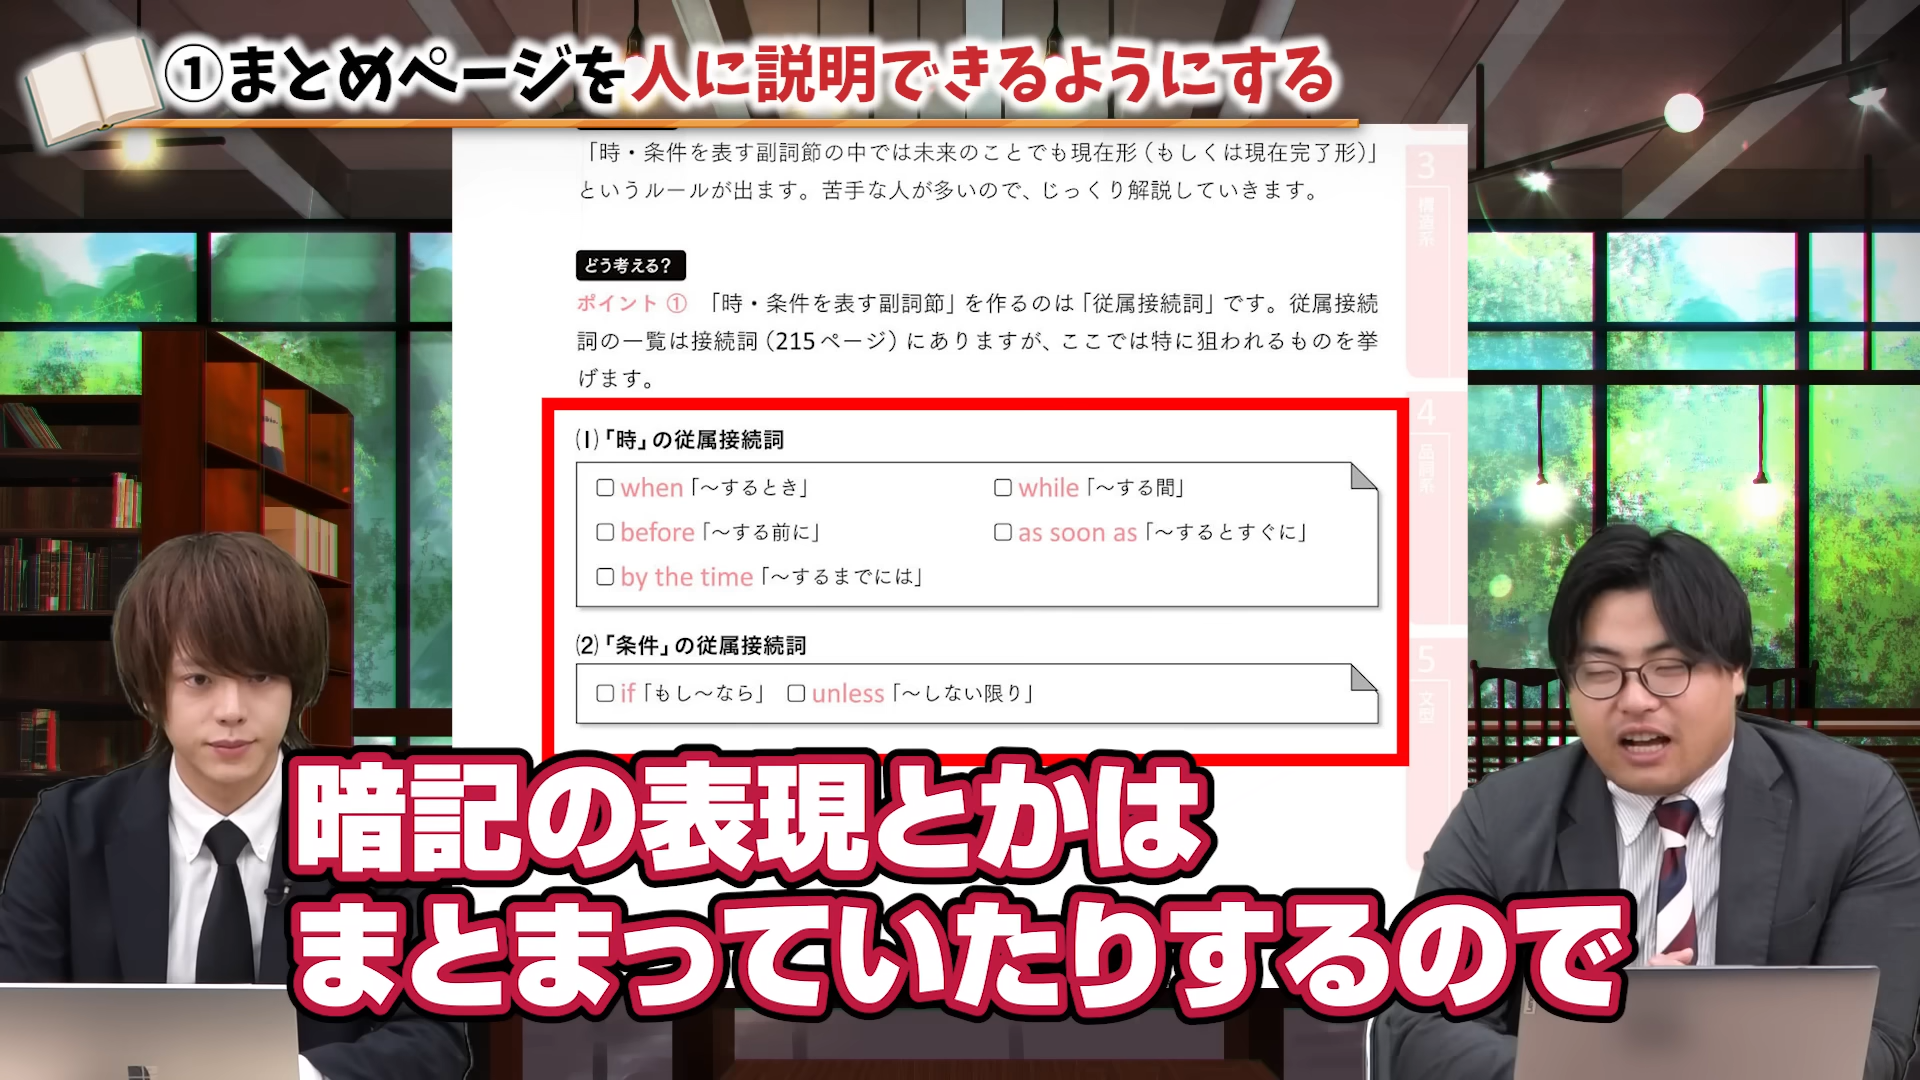 ①まとめページを人に説明できるようにする
「時・条件を表す副詞節の中では未来のことでも現在形(もしくは現在完了形)」
というルールが出ます。苦手な人が多いので、じっくり解説していきます。
どう考える?
ポイント① 「時・条件を表す副詞節」を作るのは「従属接続詞」です。従属接続
詞の一覧は接続詞(215ページ)にありますが、ここでは特に狙われるものを挙
げます。
(1)「時」の従属接続詞
□ when「〜するとき」 □ while「〜する間」
□ before「〜する前に」 □ as soon as「〜するとすぐに」
□ by the time「〜するまでには」
(2)「条件」の従属接続詞
□ if「もし〜なら」 □ unless「〜しない限り」
3
構造系
4
品詞系
5
文型
暗記の表現とかは
まとまっていたりするので